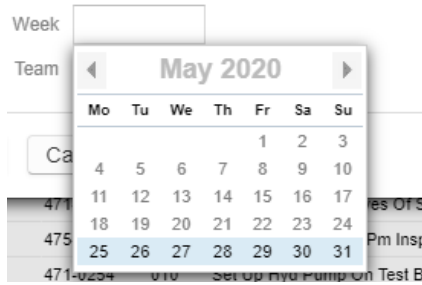 Week
Team
May 2020
Mo Tu We Th Fr Sa Su
1 2 3
4 5 6 7 8 9 10
Ca
11 12 13 14 15 16 17
471 es Of S
18 19 20 21 22 23 24
475 Pm Insp
25 26 27 28 29 30 31
471-0254 010 Set Up Hyd Pump On Test B